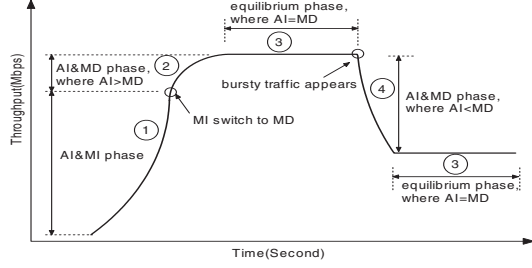 equilibrium phase,
where AI=MD
3
AI&MD phase,
where AI>MD
2
bursty traffic appears
4
AI&MD phase,
where AI<MD
MI switch to MD
1
AI&MI phase
3
equilibrium phase,
where AI=MD
Throughput(Mbps)
Time(Second)